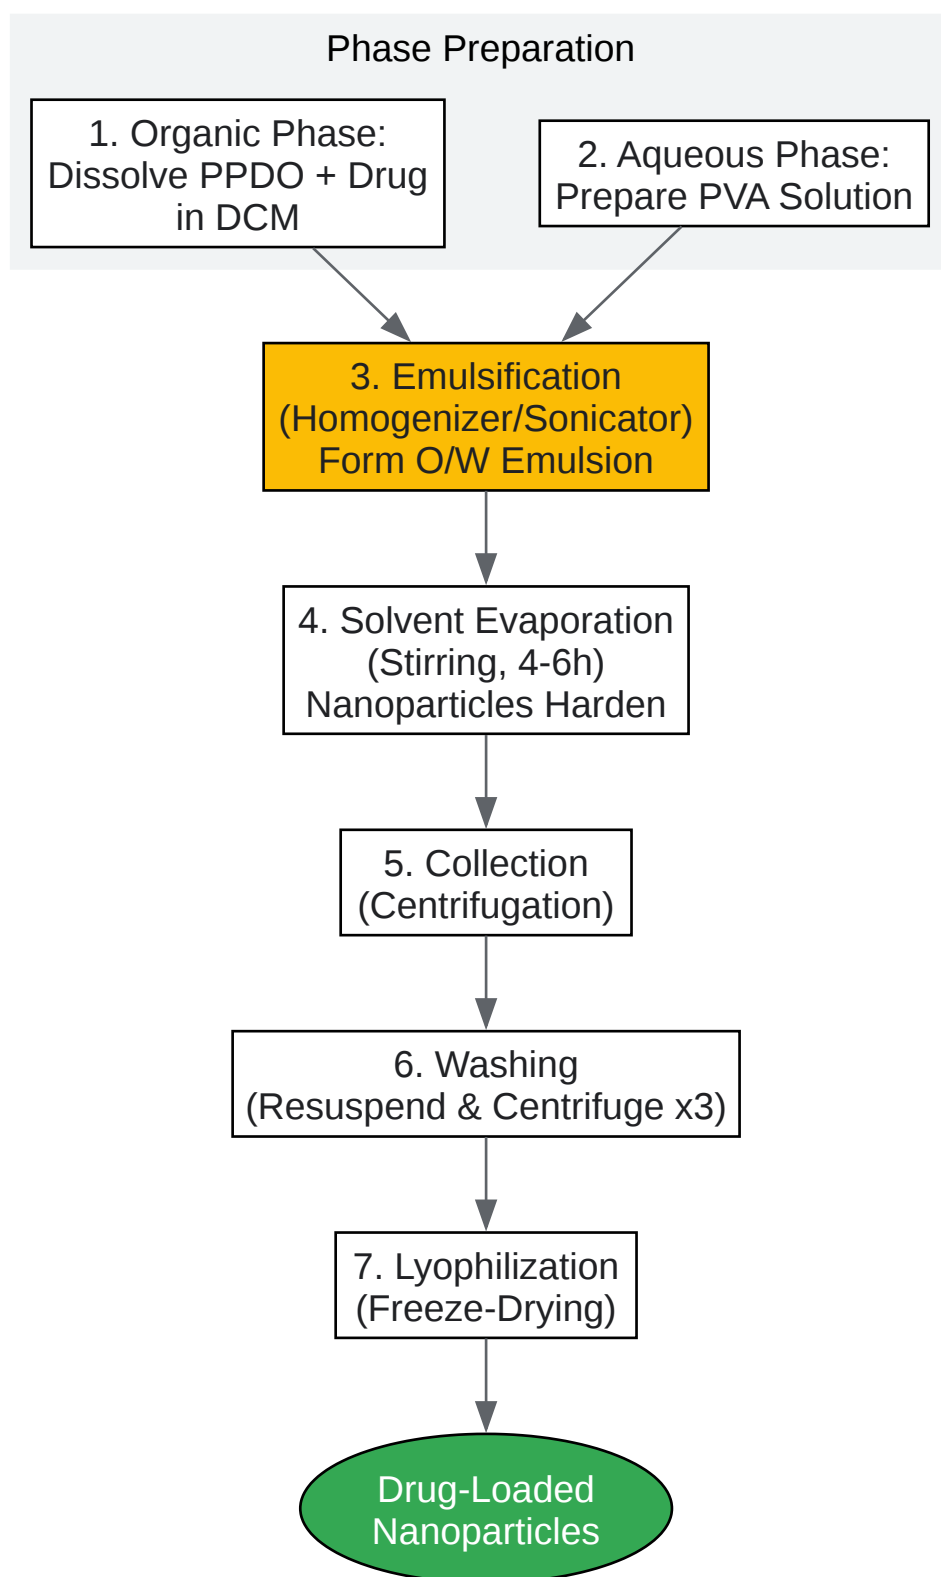 Phase Preparation
1. Organic Phase:
Dissolve PPDO + Drug
in DCM
2. Aqueous Phase:
Prepare PVA Solution
3. Emulsification
(Homogenizer/Sonicator)
Form O/W Emulsion
4. Solvent Evaporation
(Stirring, 4-6h)
Nanoparticles Harden
5. Collection
(Centrifugation)
6. Washing
(Resuspend & Centrifuge x3)
7. Lyophilization
(Freeze-Drying)
Drug-Loaded
Nanoparticles